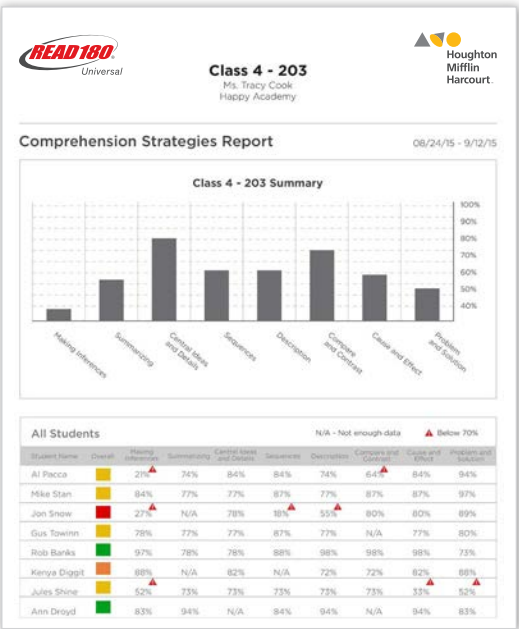 READ 180
Universal
Houghton
Mifflin
Harcourt
Class 4 - 203
Ms. Tracy Cook
Happy Academy
Comprehension Strategies Report 08/24/15 - 9/12/15
Class 4 - 203 Summary
100%
90%
80%
70%
60%
50%
40%
Making Inferences
Summarizing
Central Ideas
and Details
Sequences
Description
Compare
and Contrast
Cause and Effect
Problem
and Solution
All Students N/A - Not enough data Below 70%
Student Name Overall Making Inferences Summarizing Central Ideas and Details Sequences Description Compare and Contrast Cause and Effect Problem and Solution
Al Pacca 21% 74% 84% 84% 74% 64% 84% 94%
Mike Stan 84% 77% 77% 87% 77% 87% 87% 97%
Jon Snow 27% N/A 78% 18% 55% 80% 80% 89%
Gus Towinn 78% 77% 77% 87% 77% N/A 77% 80%
Rob Banks 97% 78% 78% 88% 98% 98% 98% 73%
Kenya Diggit 88% N/A 82% N/A 72% 72% 82% 88%
Jules Shine 52% 73% 73% 73% 73% 73% 33% 52%
Ann Droyd 83% 94% N/A 84% 94% N/A 94% 83%